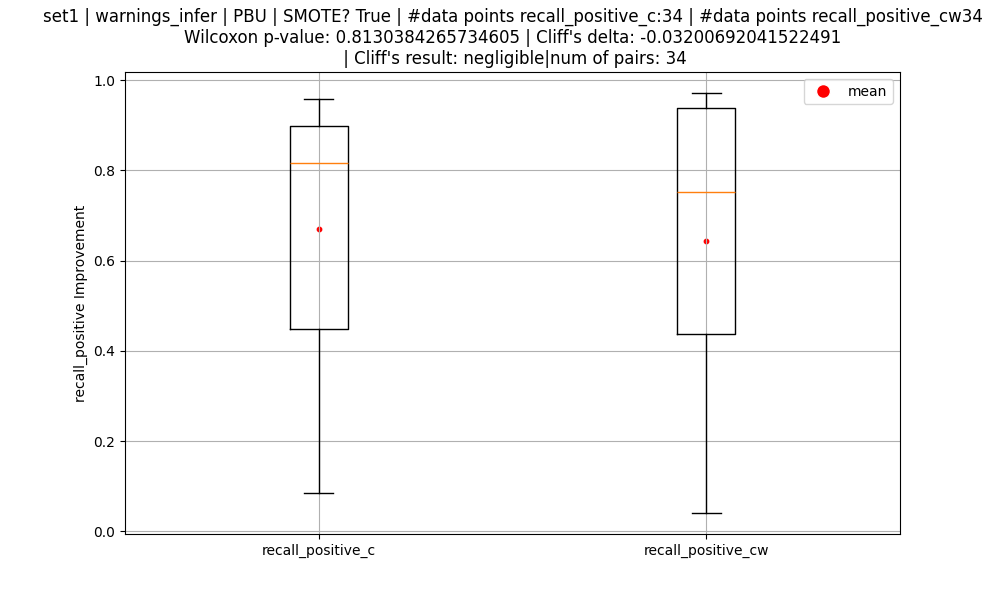 set1 | warnings_infer | PBU | SMOTE? True | #data points recall_positive_c:34 | #data points recall_positive_cw34
Wilcoxon p-value: 0.8130384265734605 | Cliff's delta: -0.03200692041522491
| Cliff's result: negligible|num of pairs: 34
mean
1.0
0.8
0.6
0.4
0.2
0.0
recall_positive Improvement
recall_positive_c
recall_positive_cw